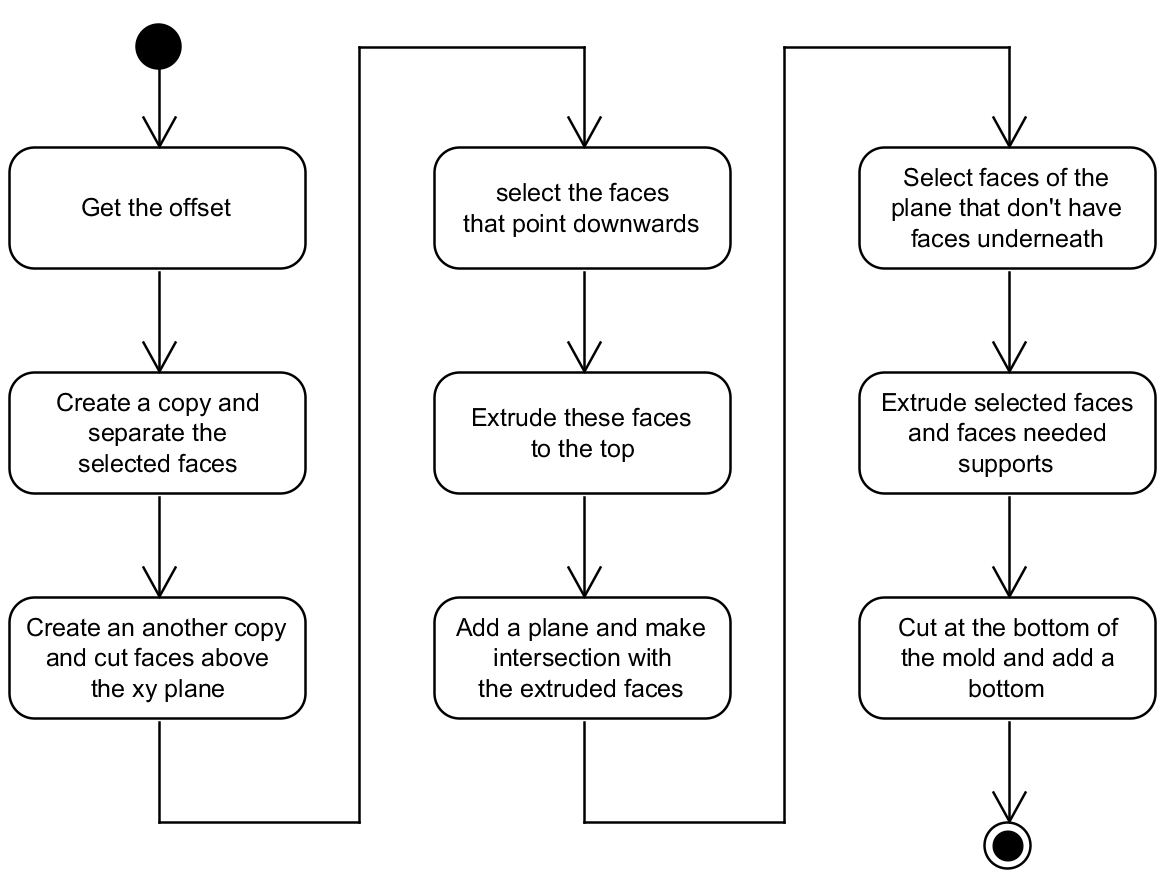 Get the offset
Create a copy and
separate the
selected faces
Create an another copy
and cut faces above
the xy plane
select the faces
that point downwards
Extrude these faces
to the top
Add a plane and make
intersection with
the extruded faces
Select faces of the
plane that don't have
faces underneath
Extrude selected faces
and faces needed
supports
Cut at the bottom of
the mold and add a
bottom